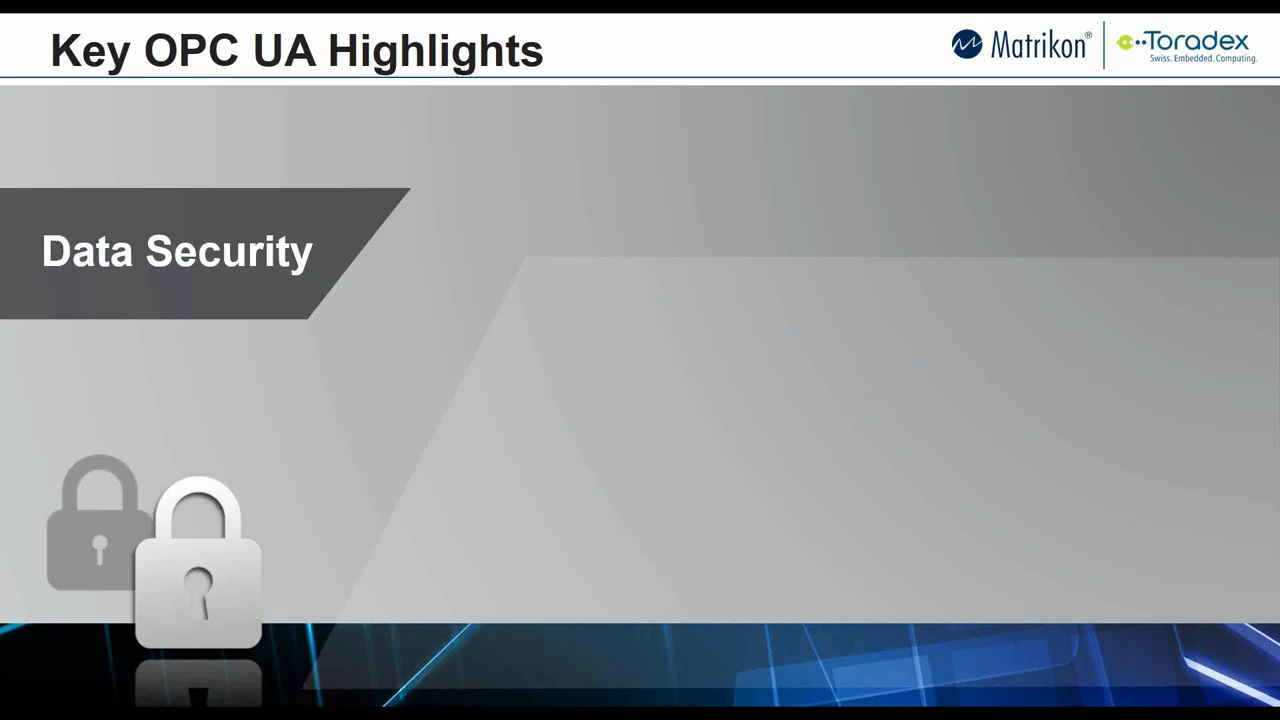 Key OPC UA Highlights
Matrikon®
Toradex
Swiss. Embedded. Computing.
Data Security